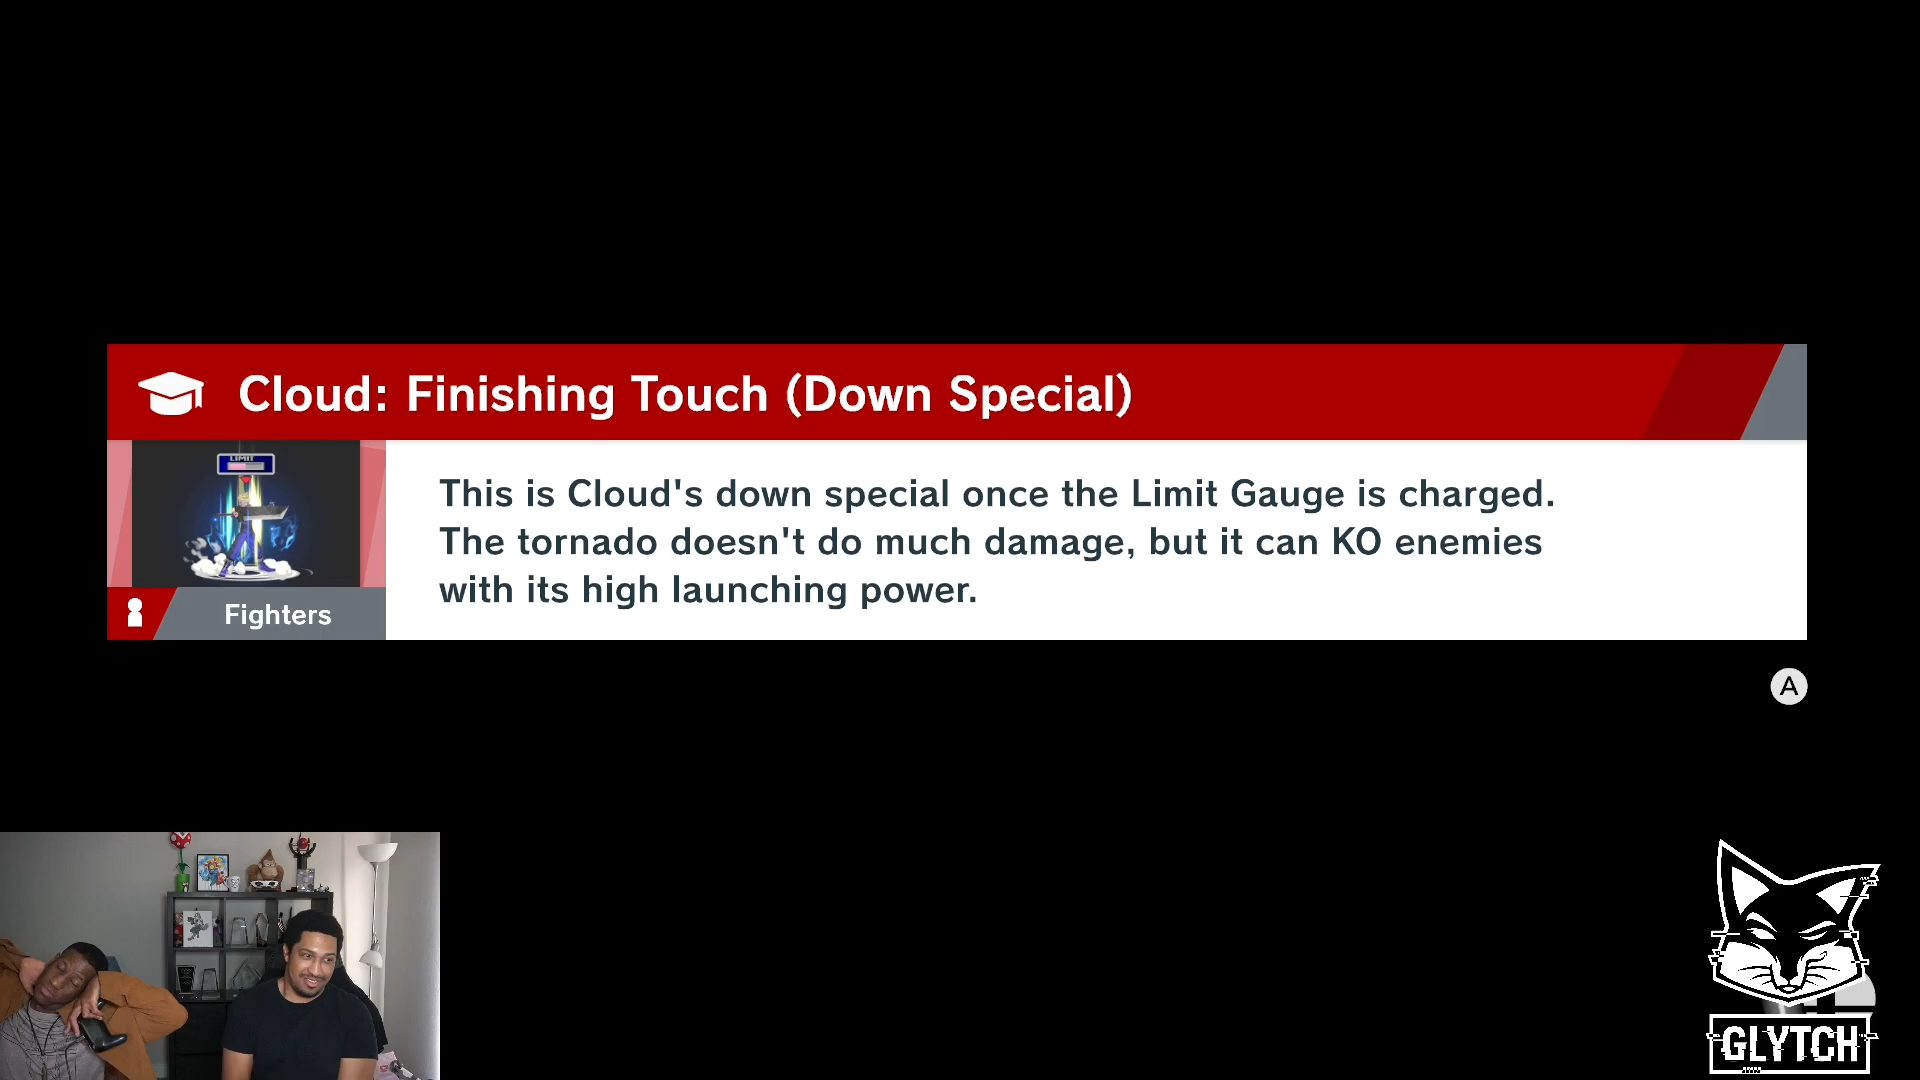 Cloud: Finishing Touch (Down Special)
LIMIT
This is Cloud's down special once the Limit Gauge is charged.
The tornado doesn't do much damage, but it can KO enemies
with its high launching power.
Fighters
A
GLYTCH